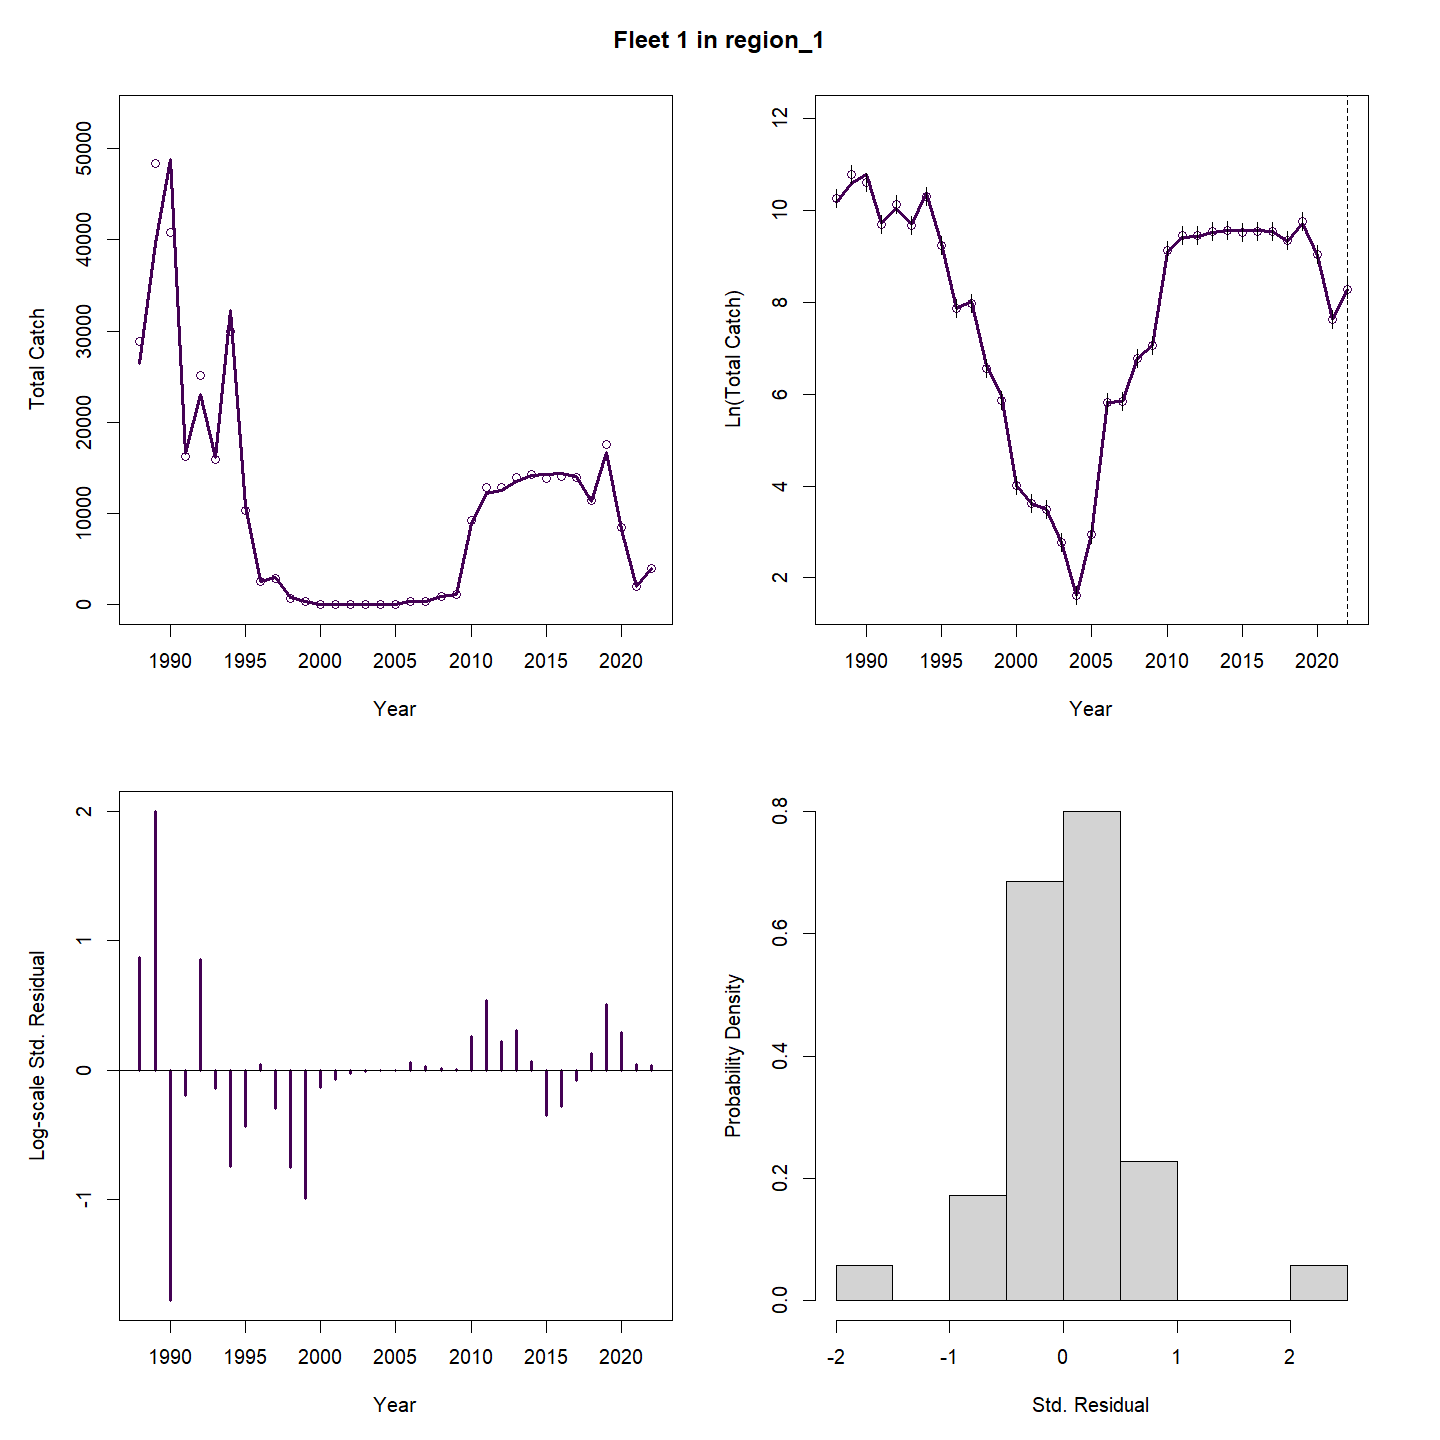 Fleet 1 in region_1
Total Catch
50000
40000
30000
20000
10000
0
1990 1995 2000 2005 2010 2015 2020
Year
Ln(Total Catch)
12
10
8
6
4
2
1990 1995 2000 2005 2010 2015 2020
Year
Log-scale Std. Residual
2
1
0
-1
1990 1995 2000 2005 2010 2015 2020
Year
Probability Density
0.8
0.6
0.4
0.2
0.0
-2 -1 0 1 2
Std. Residual